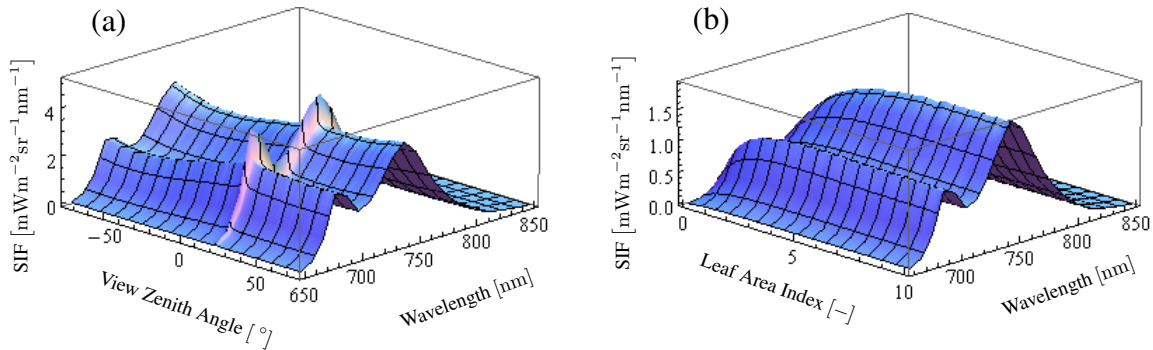 (a)
SIF [mWm−2sr−1nm−1]
4
2
0
−50
0
50
View Zenith Angle [°]
650
700
750
800
850
Wavelength [nm]
(b)
SIF [mWm−2sr−1nm−1]
1.5
1.0
0.5
0.0
0
5
10
Leaf Area Index [−]
700
750
800
850
Wavelength [nm]